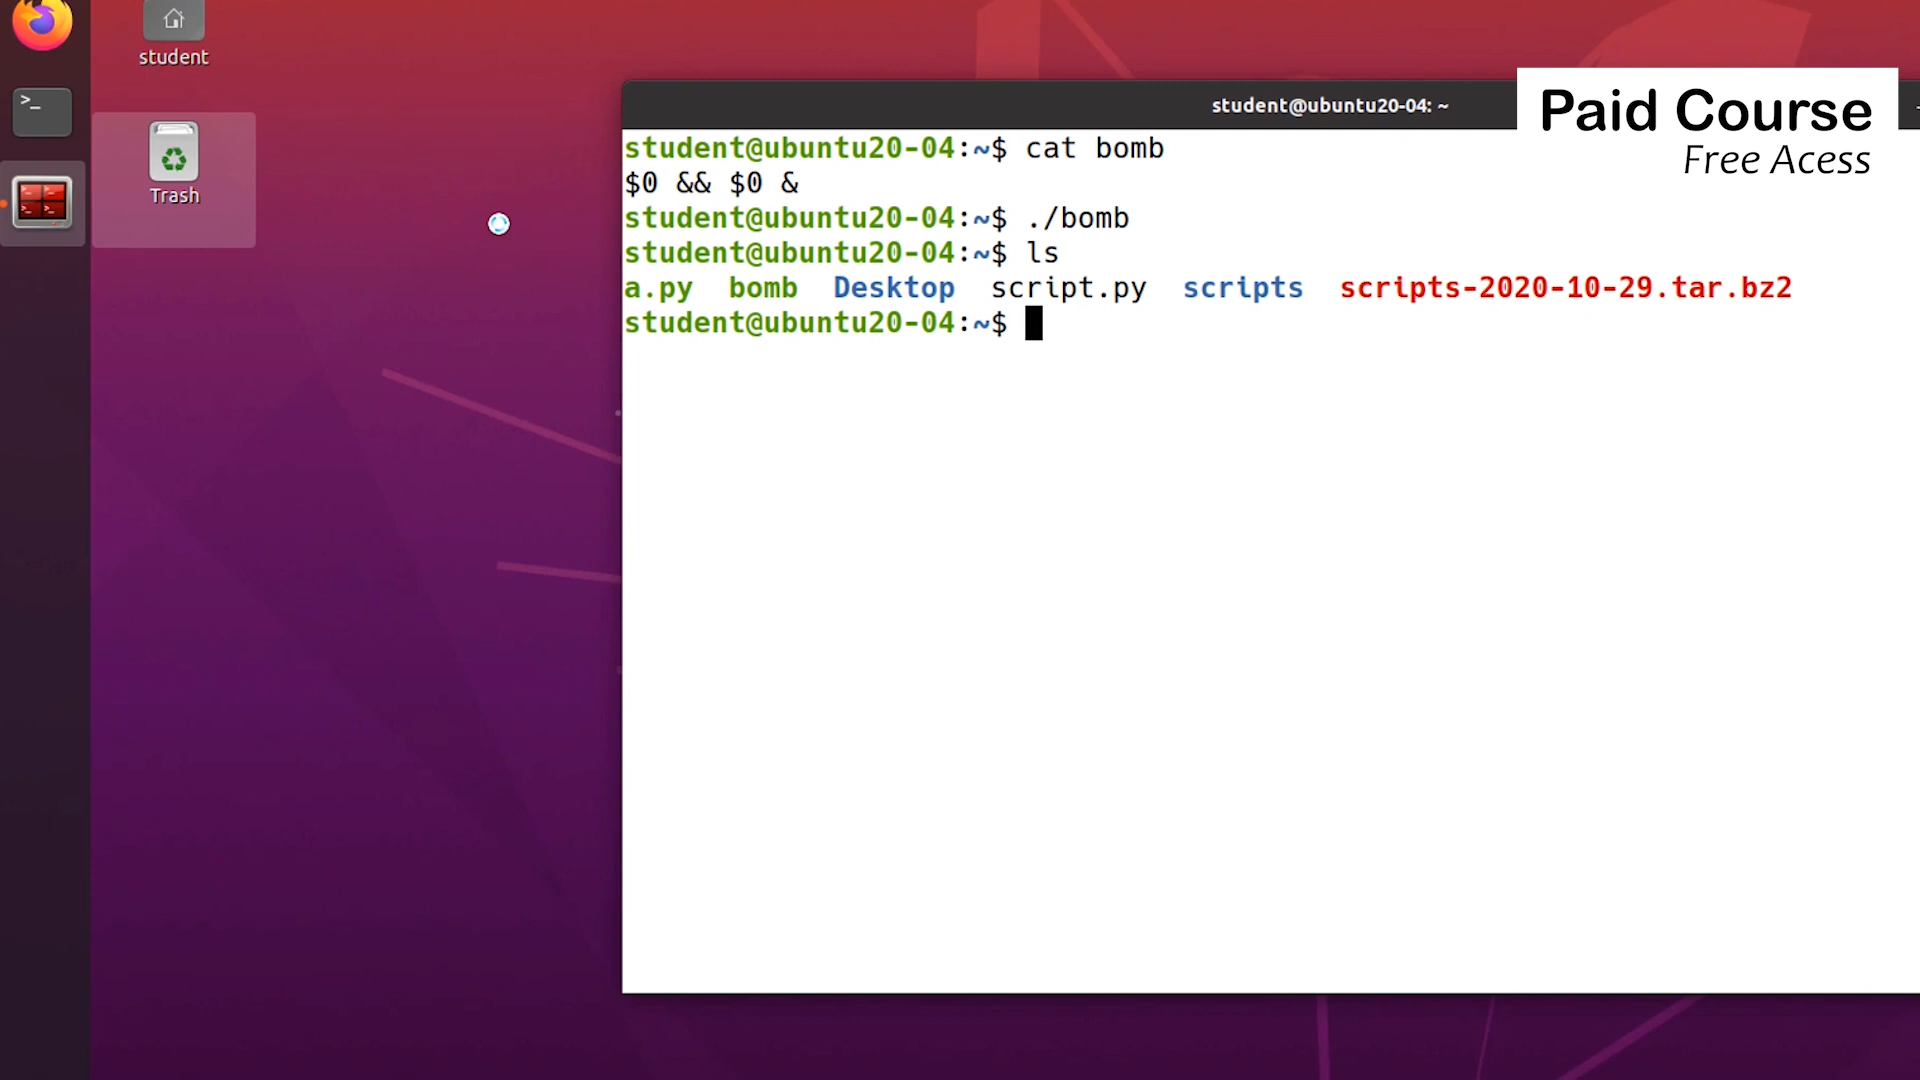 student
Trash
student@ubuntu20-04: ~
Paid Course
Free Acess
student@ubuntu20-04:~$ cat bomb
$0 && $0 &
student@ubuntu20-04:~$ ./bomb
student@ubuntu20-04:~$ ls
a.py bomb Desktop script.py scripts scripts-2020-10-29.tar.bz2
student@ubuntu20-04:~$